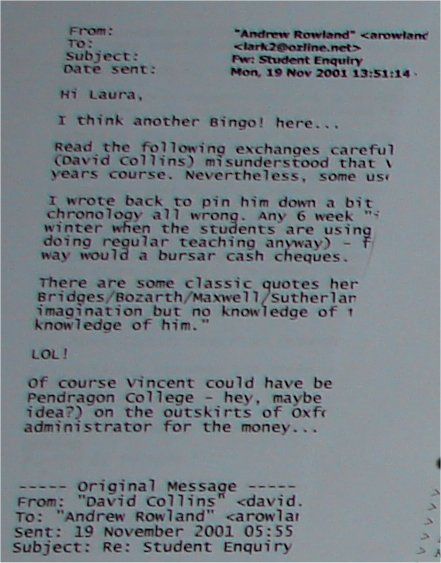 From: "Andrew Rowland" <arowland
To: <lark2@ozline.net>
Subject: Fw: Student Enquiry
Date sent: Mon, 19 Nov 2001 13:51:14
Hi Laura,
I think another Bingo! here...
Read the following exchanges careful
(David Collins) misunderstood that
years course. Nevertheless, some use
I wrote back to pin him down a bit
chronology all wrong. Any 6 week "
winter when the students are using
doing regular teaching anyway) -
way would a bursar cash cheques.
There are some classic quotes her
Bridges/Bozarth/Maxwell/Sutherlan
imagination but no knowledge of
knowledge of him."
LOL!
Of course Vincent could have be
Pendragon College - hey, maybe
idea?) on the outskirts of Oxfo
administrator for the money...
----- Original Message -----
From: "David Collins" <david.
To: "Andrew Rowland" <arowlan
Sent: 19 November 2001 05:55
Subject: Re: Student Enquiry